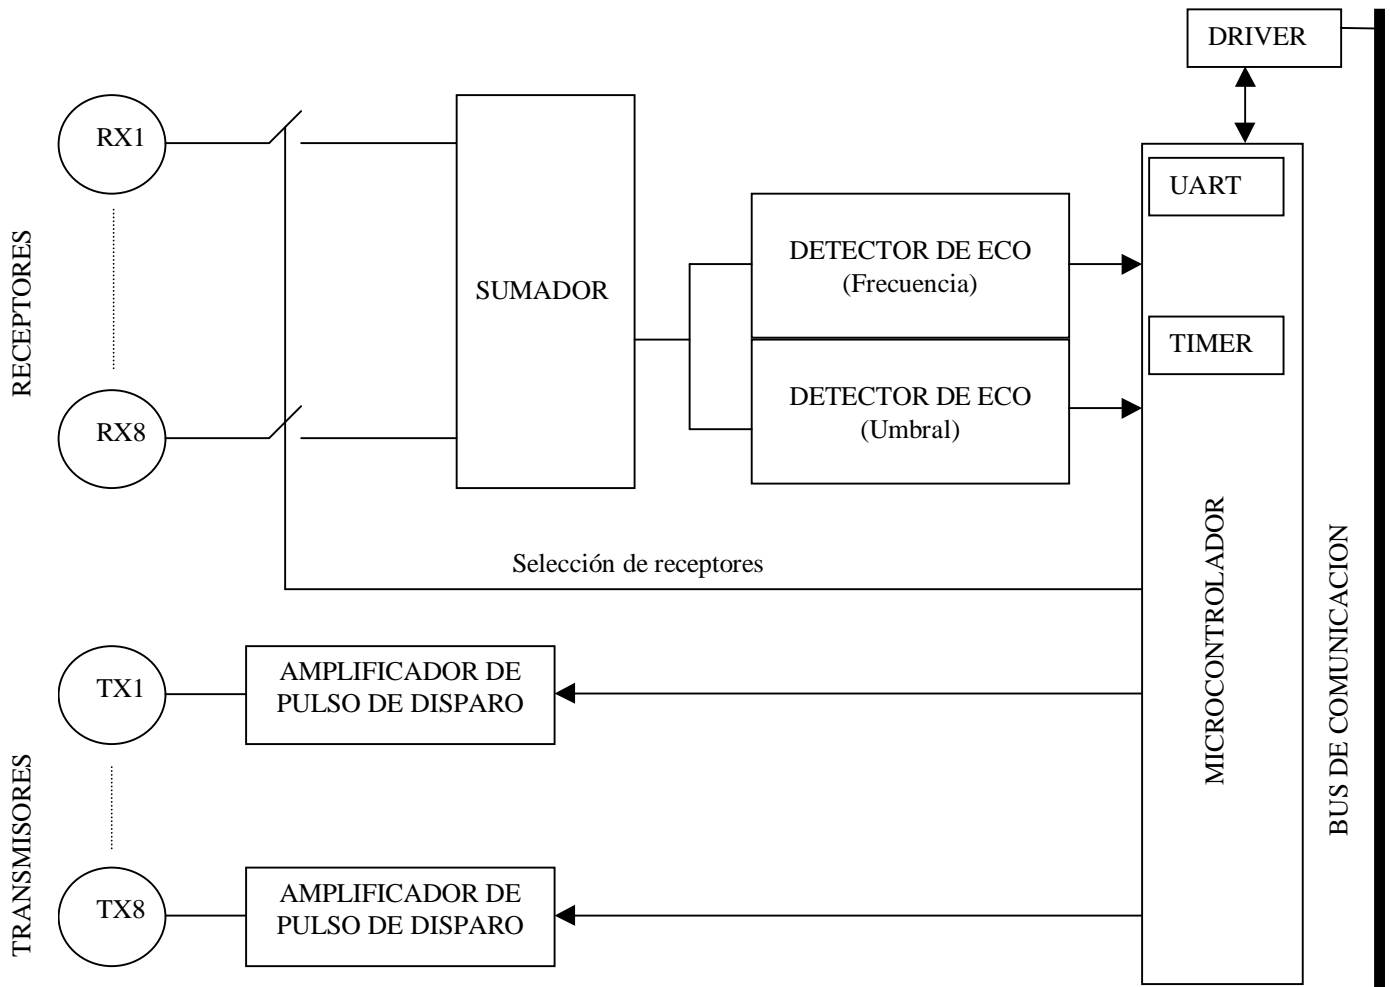 DRIVER
RX1
UART
RECEPTORES
DETECTOR DE ECO
(Frecuencia)
SUMADOR
TIMER
DETECTOR DE ECO
(Umbral)
RX8
Selección de receptores
MICROCONTROLADOR
BUS DE COMUNICACION
TX1
AMPLIFICADOR DE
PULSO DE DISPARO
TRANSMISORES
TX8
AMPLIFICADOR DE
PULSO DE DISPARO